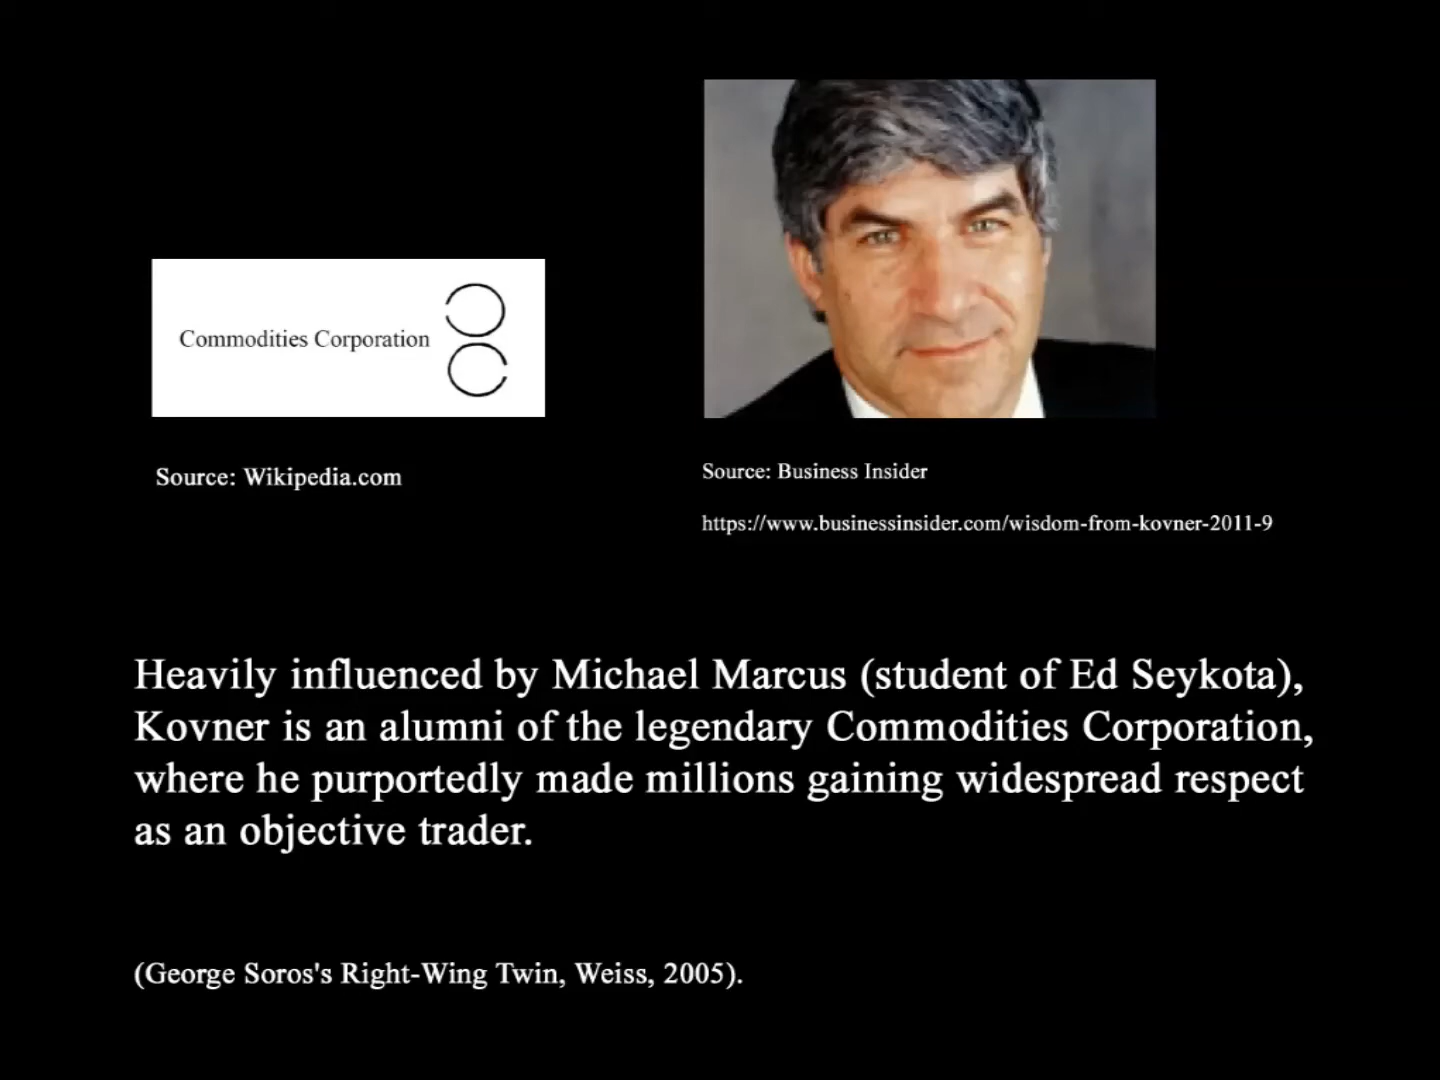 Commodities Corporation
Source: Wikipedia.com
Source: Business Insider
https://www.businessinsider.com/wisdom-from-kovner-2011-9
Heavily influenced by Michael Marcus (student of Ed Seykota),
Kovner is an alumni of the legendary Commodities Corporation,
where he purportedly made millions gaining widespread respect
as an objective trader.
(George Soros's Right-Wing Twin, Weiss, 2005).